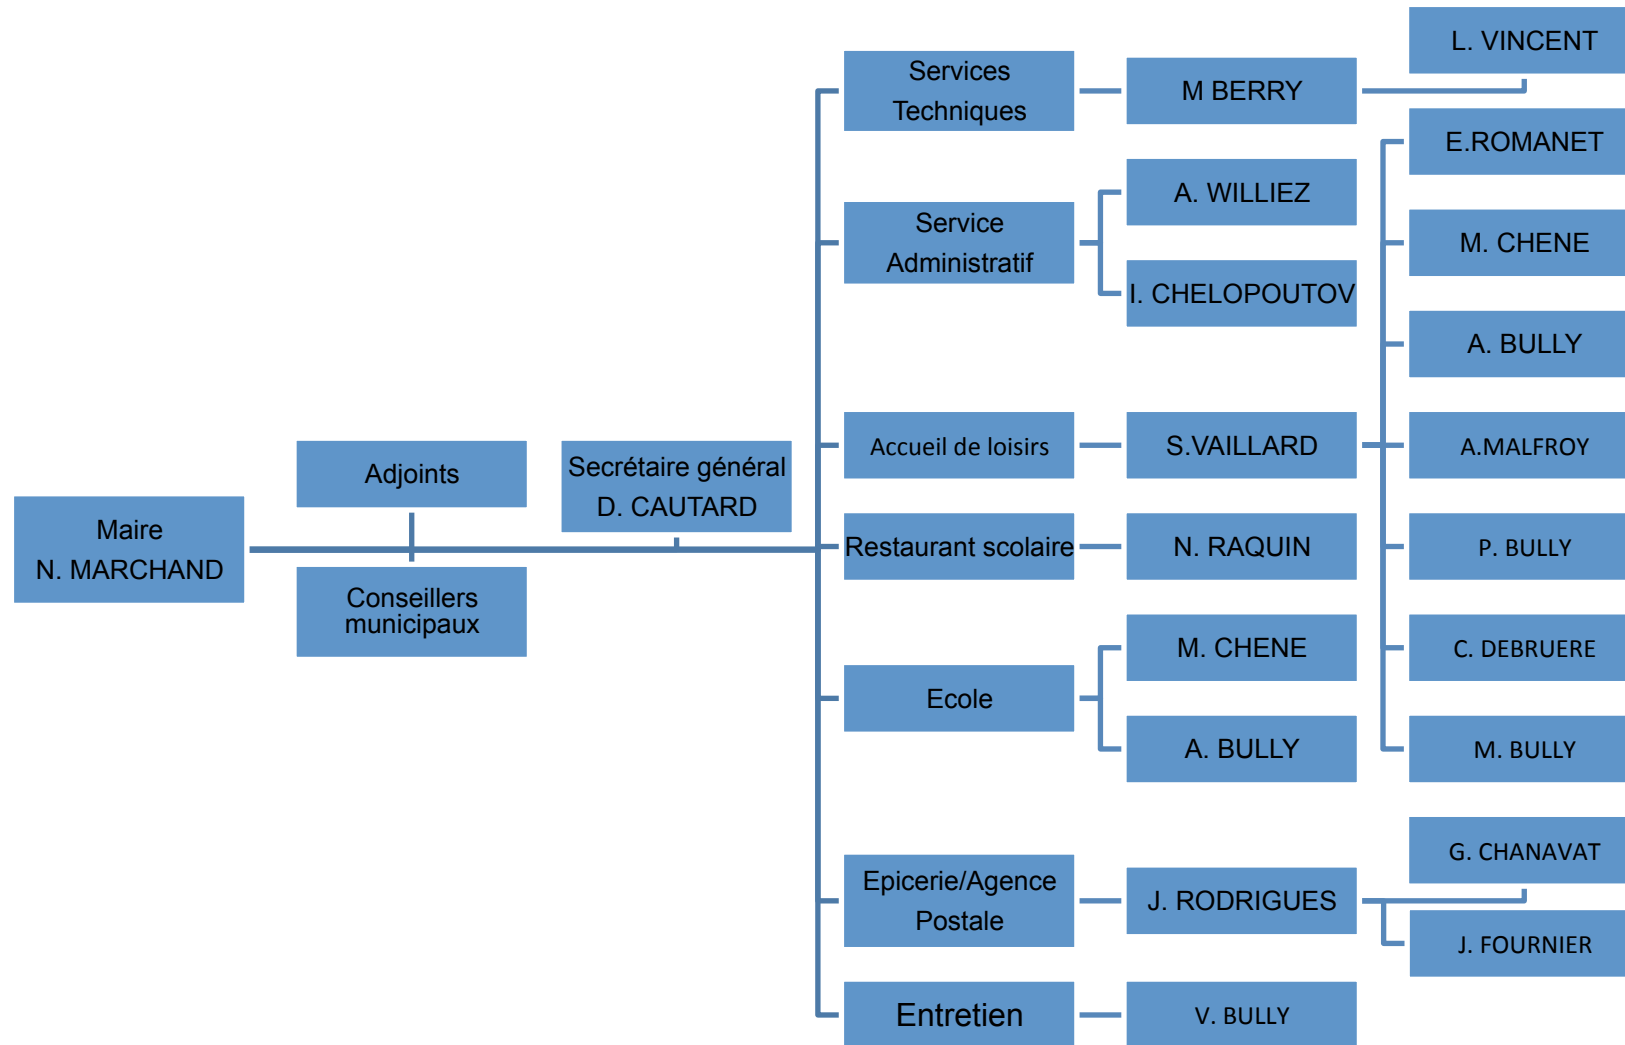 Maire
N. MARCHAND
Adjoints
Conseillers
municipaux
Secrétaire général
D. CAUTARD
Services
Techniques
M BERRY
L. VINCENT
Service
Administratif
A. WILLIEZ
I. CHELOPOUTOV
Accueil de loisirs
S.VAILLARD
E.ROMANET
M. CHENE
A. BULLY
A.MALFROY
P. BULLY
C. DEBRUERE
M. BULLY
Restaurant scolaire
N. RAQUIN
Ecole
M. CHENE
A. BULLY
Epicerie/Agence
Postale
J. RODRIGUES
G. CHANAVAT
J. FOURNIER
Entretien
V. BULLY